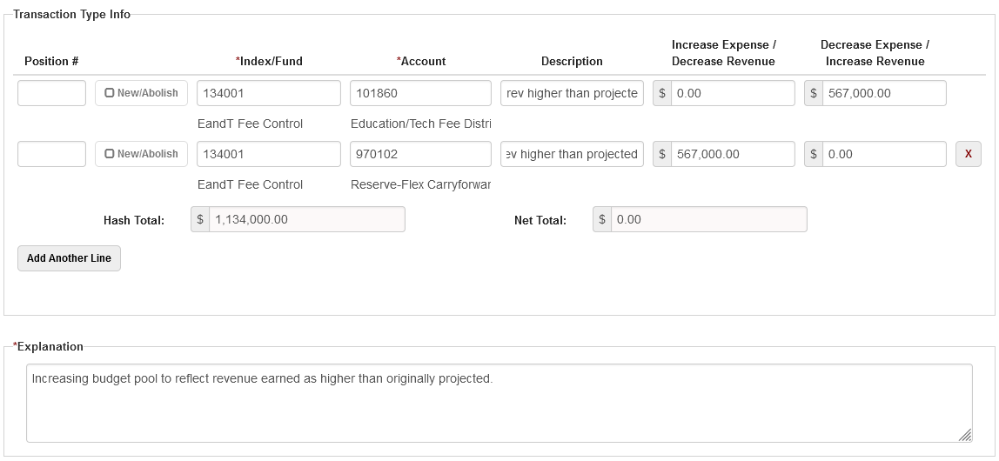 Transaction Type Info
Increase Expense / Decrease Expense /
Position # *Index/Fund *Account Description Decrease Revenue Increase Revenue
New/Abolish 134001 101860 rev higher than projecte $ 0.00 $ 567,000.00
EandT Fee Control Education/Tech Fee Distri
New/Abolish 134001 970102 ev higher than projected $ 567,000.00 $ 0.00 X
EandT Fee Control Reserve-Flex Carryforwar
Hash Total: $ 1,134,000.00 Net Total: $ 0.00
Add Another Line
*Explanation
Increasing budget pool to reflect revenue earned as higher than originally projected.